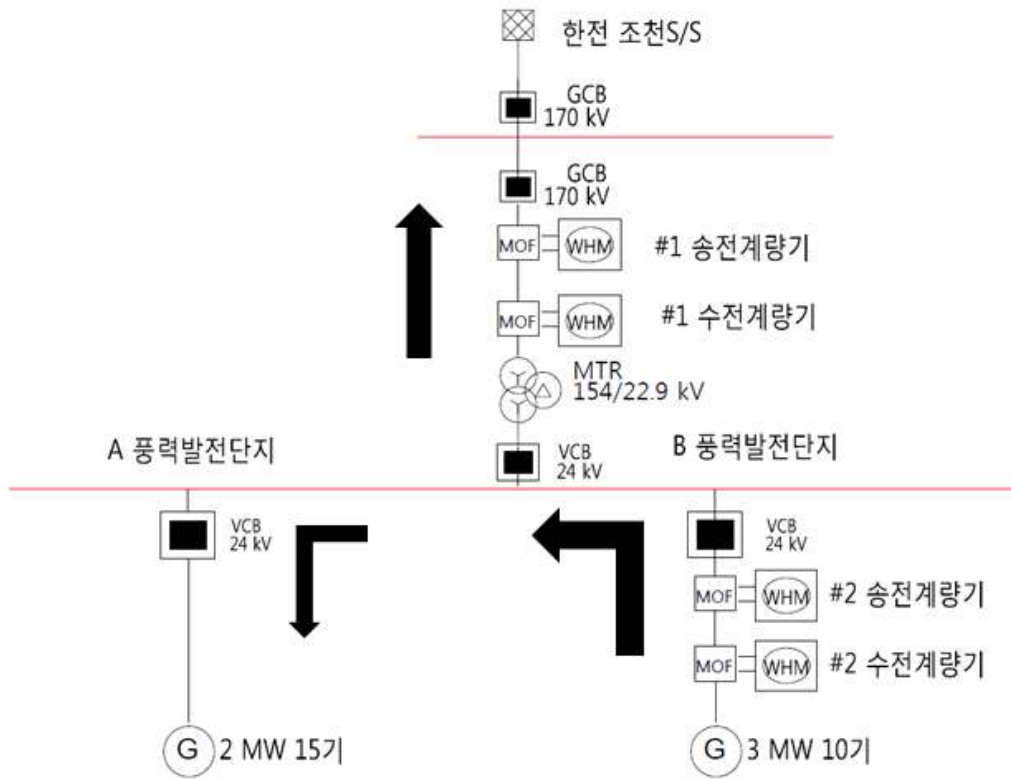 한전 조천S/S
GCB
170 kV
GCB
170 kV
MOF
WHM
#1 송전계량기
MOF
WHM
#1 수전계량기
MTR
154/22.9 kV
A 풍력발전단지
VCB
24 kV
B 풍력발전단지
VCB
24 kV
VCB
24 kV
MOF
WHM
#2 송전계량기
MOF
WHM
#2 수전계량기
G
2 MW 15기
G
3 MW 10기